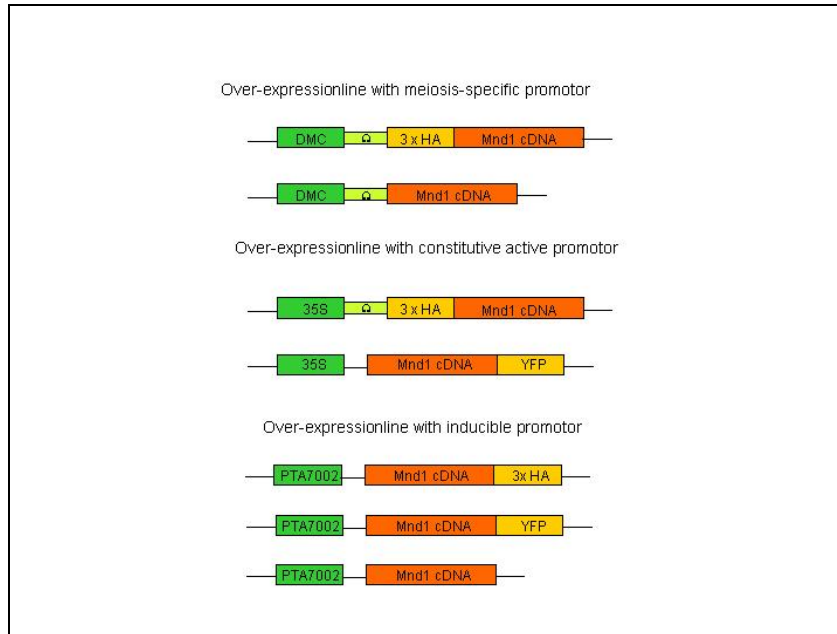 Over-expressionline with meiosis-specific promotor
DMC Ω 3 x HA Mnd1 cDNA
DMC Ω Mnd1 cDNA
Over-expressionline with constitutive active promotor
35S Ω 3 x HA Mnd1 cDNA
35S Mnd1 cDNA YFP
Over-expressionline with inducible promotor
PTA7002 Mnd1 cDNA 3x HA
PTA7002 Mnd1 cDNA YFP
PTA7002 Mnd1 cDNA